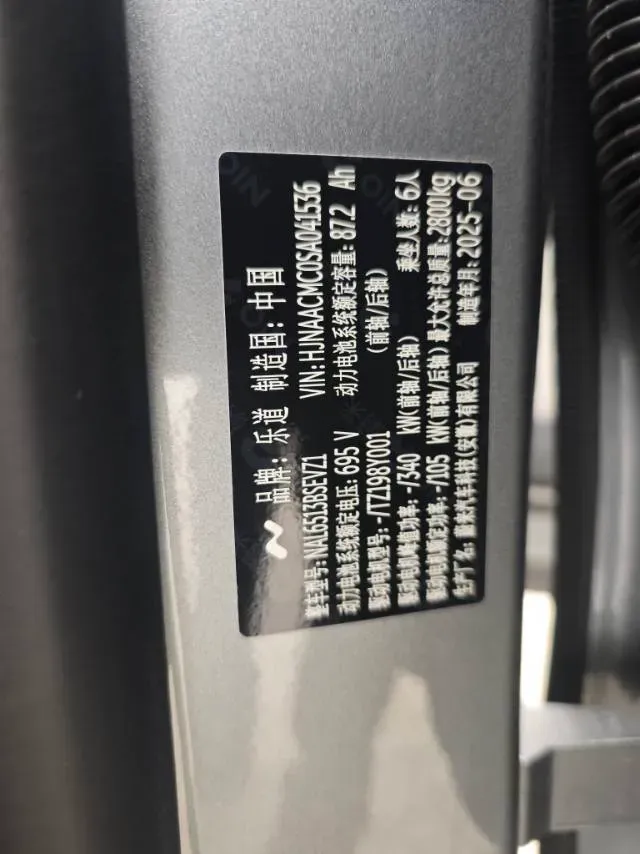 品牌: 乐道 制造国: 中国
整车型号: NAL6513BSEVZ1 VIN: HJNAACMC0SA041536
动力电池系统额定电压: 695 V 动力电池系统额定容量: 87.2 Ah
驱动电机型号: -/TZ198Y001 (前轴/后轴)
驱动电机峰值功率: -/340 kW(前轴/后轴) 乘坐人数: 6人
驱动电机额定功率: -/105 kW(前轴/后轴) 最大允许总质量: 2800kg
生产厂名: 蔚来汽车科技(安徽)有限公司 制造年月: 2025-06